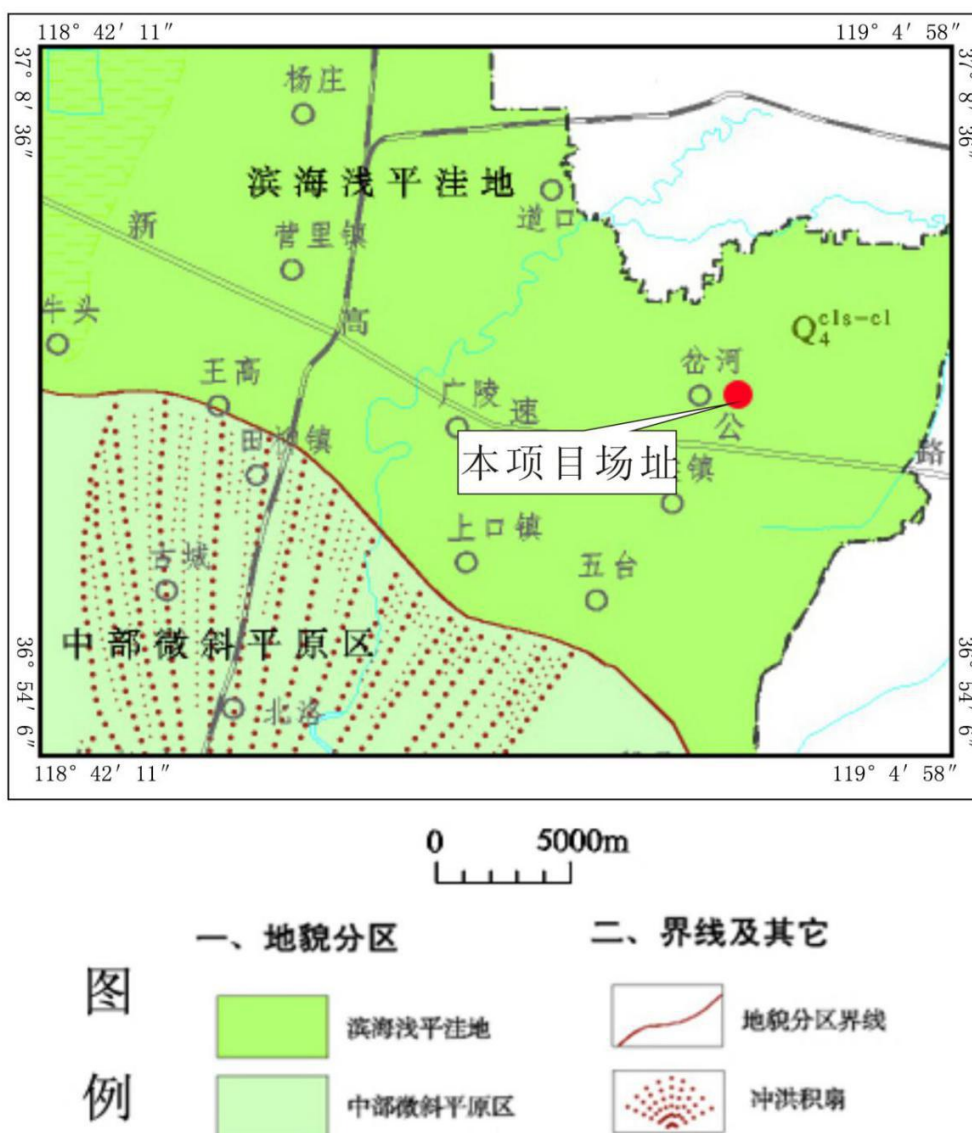 118° 42′ 11″
119° 4′ 58″
37° 8′ 36″
37° 8′ 36″
杨庄
滨海浅平洼地
道口
新
营里镇
牛头
高
Q₄ᶜˡˢ⁻ᶜˡ
岔河
王高
广陵
速
公
田
镇
本项目场址
镇
路
上口镇
古城
五台
中部微斜平原区
北洛
36° 54′ 6″
36° 54′ 6″
118° 42′ 11″
119° 4′ 58″
0 5000m
一、地貌分区
二、界线及其它
图例
滨海浅平洼地
地貌分区界线
中部微斜平原区
冲洪积扇